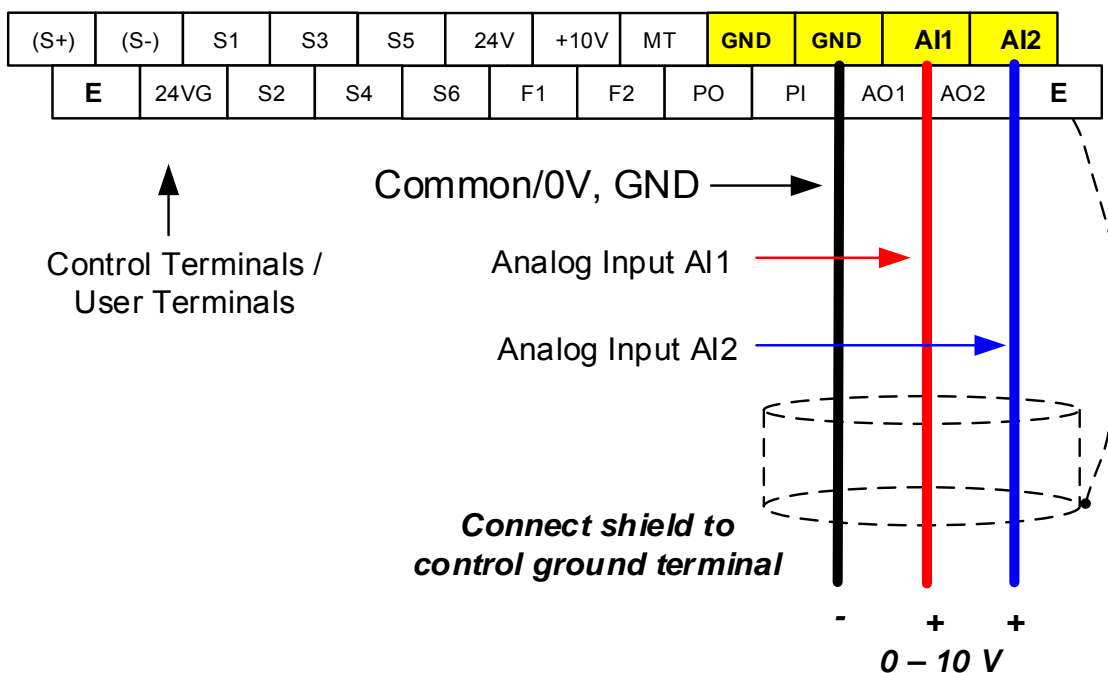 (S+) (S-) S1 S3 S5 24V +10V MT GND GND AI1 AI2
E 24VG S2 S4 S6 F1 F2 PO PI AO1 AO2 E
Common/0V, GND
Control Terminals /
User Terminals
Analog Input AI1
Analog Input AI2
Connect shield to
control ground terminal
- + +
0 – 10 V